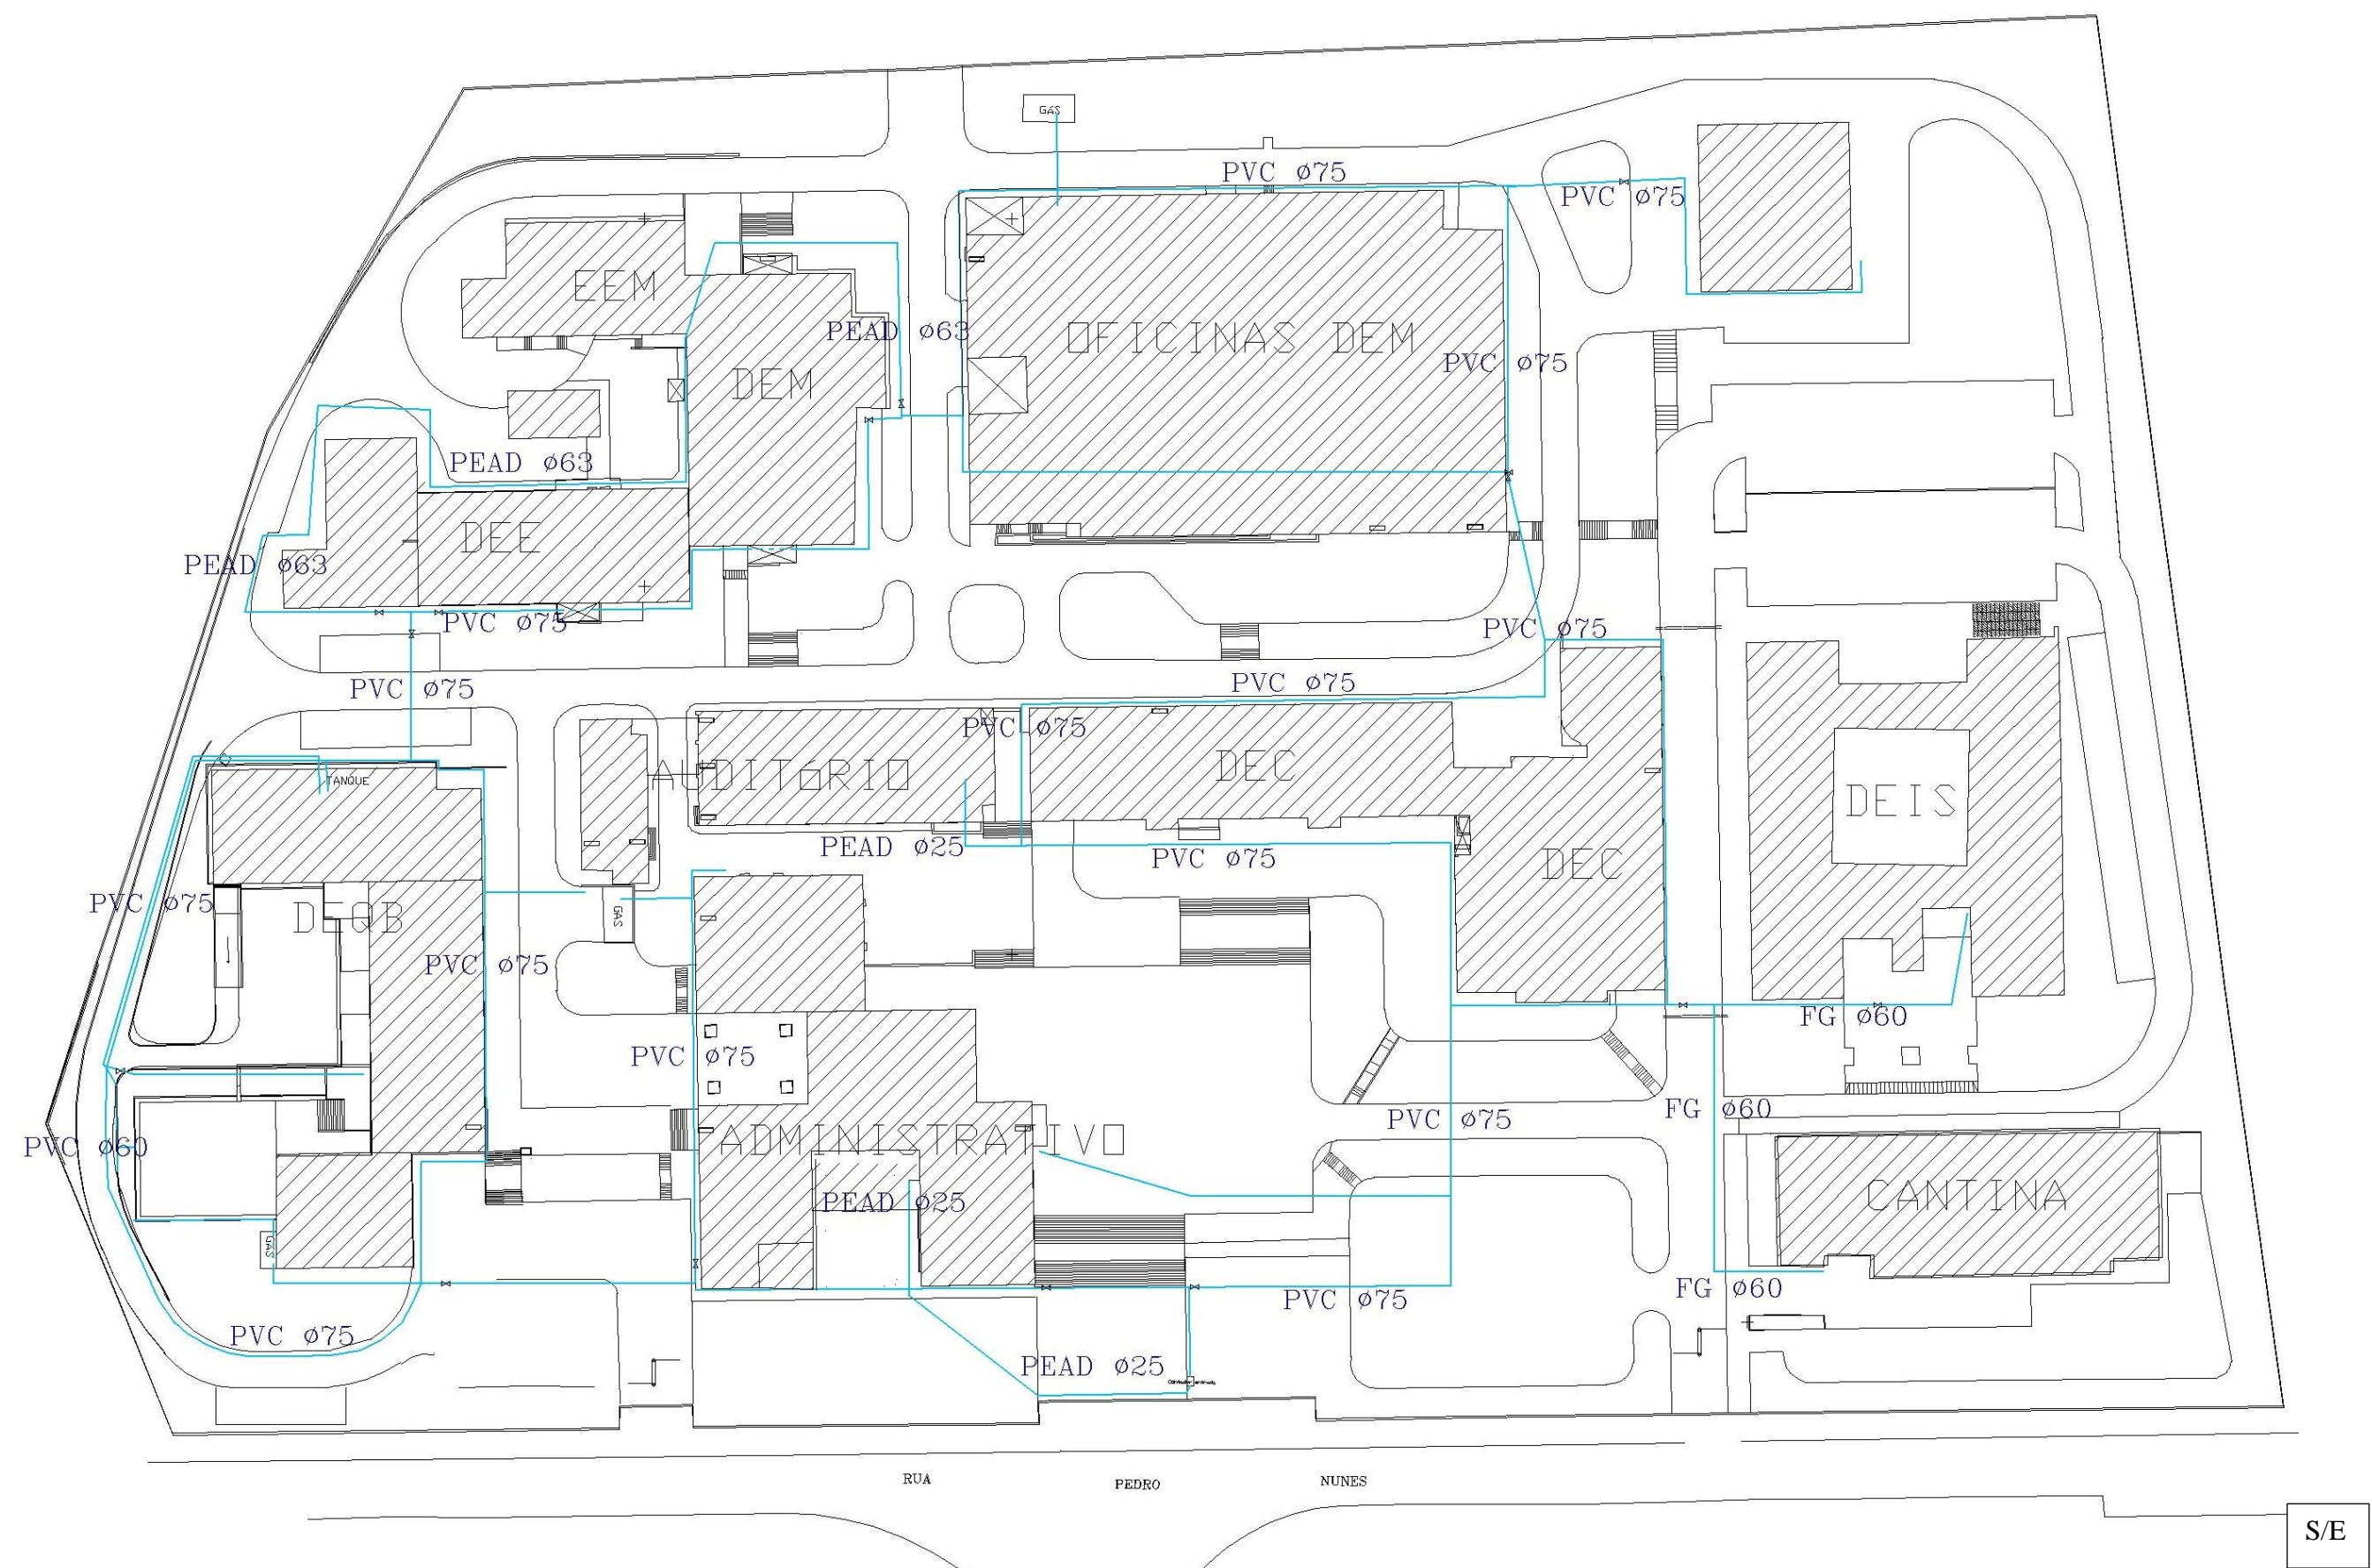 GÁS
PVC ø75
PVC ø75
EEM
PEAD ø63
OFICINAS DEM
PVC ø75
DEM
PEAD ø63
DEE
PEAD ø63
PVC ø75
PVC ø75
PVC ø75
PVC ø75
PVC ø75
TANQUE
AUDITóRIO
DEC
DEIS
PEAD ø25
PVC ø75
DEC
PVC ø75
DEQB
GAS
PVC ø75
FG ø60
PVC ø75
FG ø60
PVC ø75
PVC ø60
ADMINISTRATIVO
PEAD ø25
CANTINA
GAS
FG ø60
PVC ø75
PVC ø75
PEAD ø25
RUA PEDRO NUNES
S/E